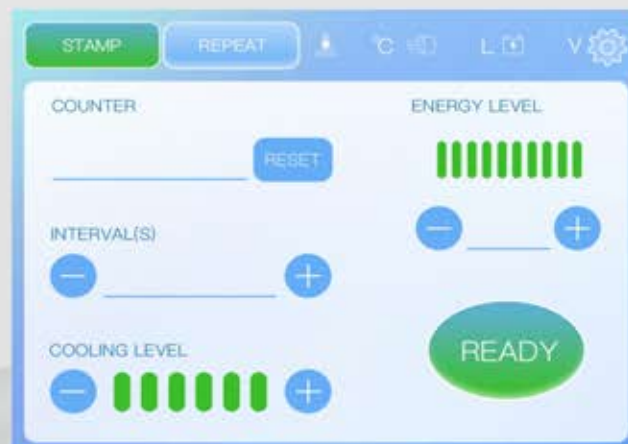 STAMP REPEAT °C L V
COUNTER
RESET
INTERVAL(S)
COOLING LEVEL
ENERGY LEVEL
READY